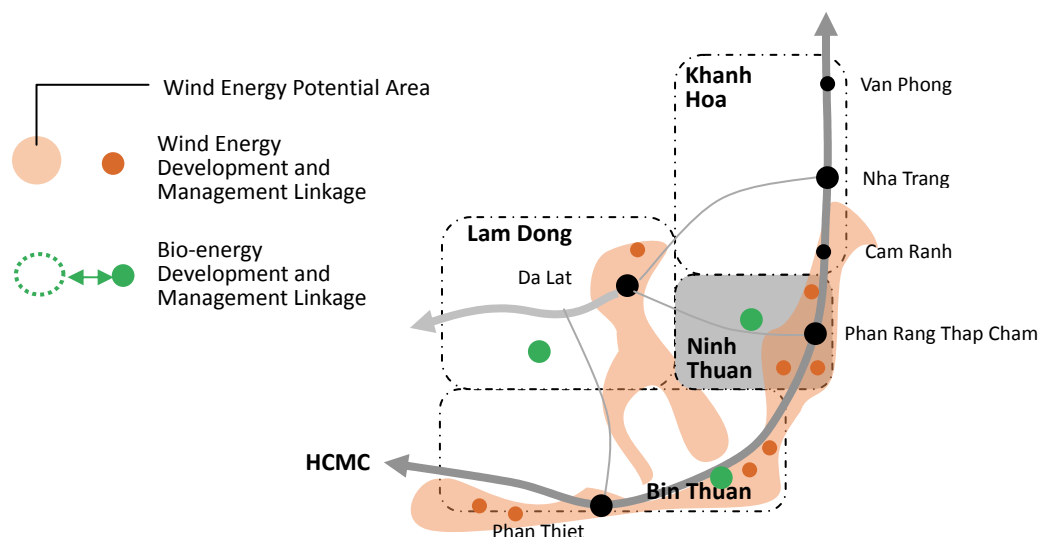 Wind Energy Potential Area
Wind Energy
Development and
Management Linkage
Bio-energy
Development and
Management Linkage
Khanh
Hoa
Van Phong
Nha Trang
Lam Dong
Cam Ranh
Da Lat
Phan Rang Thap Cham
Ninh
Thuan
HCMC
Bin Thuan
Phan Thiet